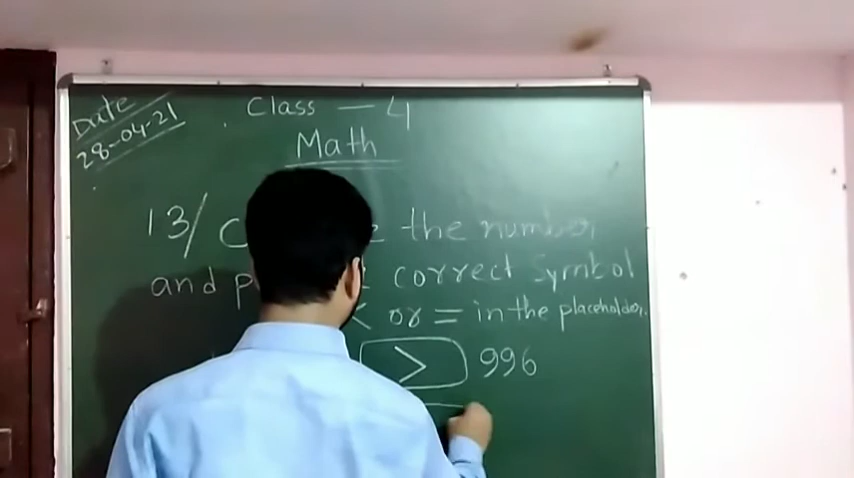 Date
28-04-21
Class — 4
Math
13/ the number
and correct Symbol
< or = in the placeholder.
> 996